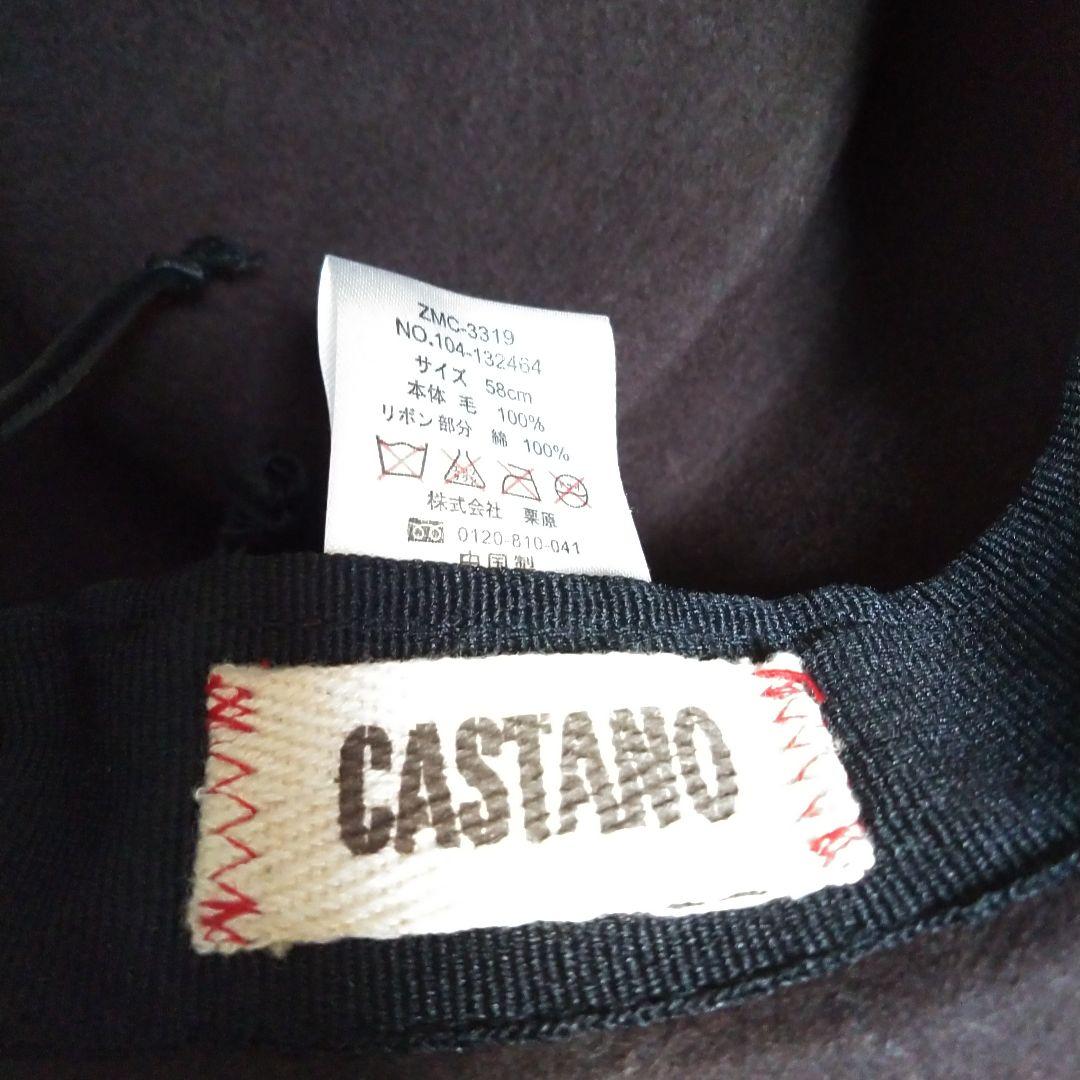 ZMC-3319
NO.104-132464
サイズ 58cm
本体 毛 100%
リボン部分 綿 100%
株式会社 栗原
0120-810-041
中国製
CASTANO